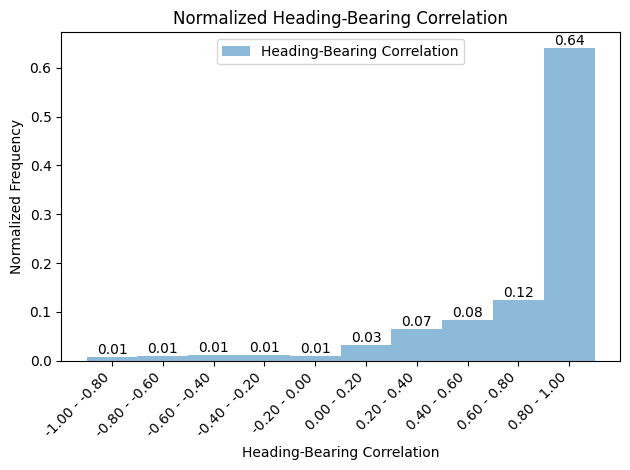 Normalized Heading-Bearing Correlation
Heading-Bearing Correlation
Normalized Frequency
0.6
0.5
0.4
0.3
0.2
0.1
0.0
0.01
0.01
0.01
0.01
0.01
0.03
0.07
0.08
0.12
0.64
-1.00 - -0.80
-0.80 - -0.60
-0.60 - -0.40
-0.40 - -0.20
-0.20 - 0.00
0.00 - 0.20
0.20 - 0.40
0.40 - 0.60
0.60 - 0.80
0.80 - 1.00
Heading-Bearing Correlation